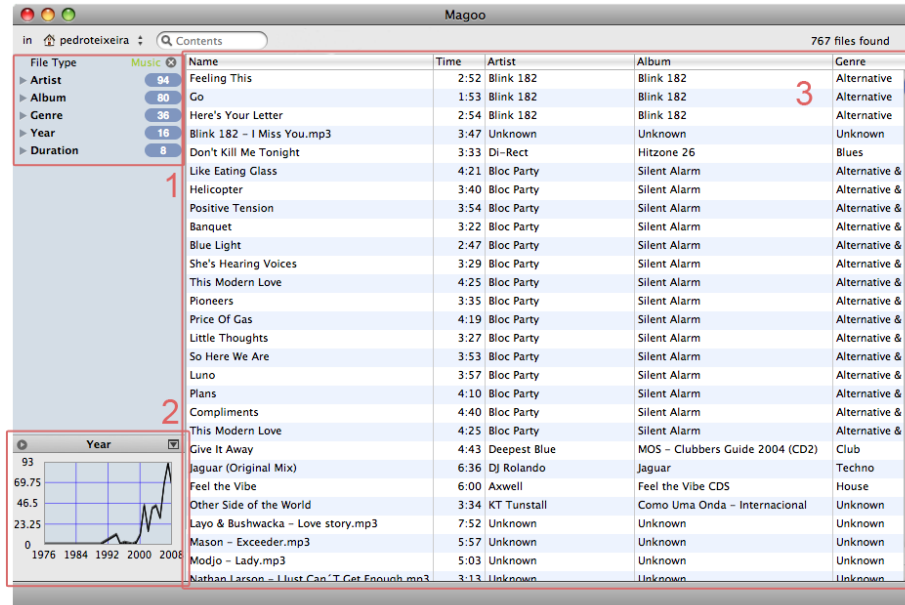 Magoo
in pedroteixeira Contents 767 files found
File Type Music
Artist 94
Album 80
Genre 36
Year 16
Duration 8
1
Name Time Artist Album Genre
Feeling This 2:52 Blink 182 Blink 182 Alternative
Go 1:53 Blink 182 Blink 182 Alternative
Here's Your Letter 2:54 Blink 182 Blink 182 Alternative
3
Blink 182 – I Miss You.mp3 3:47 Unknown Unknown Unknown
Don't Kill Me Tonight 3:33 Di-Rect Hitzone 26 Blues
Like Eating Glass 4:21 Bloc Party Silent Alarm Alternative &
Helicopter 3:40 Bloc Party Silent Alarm Alternative &
Positive Tension 3:54 Bloc Party Silent Alarm Alternative &
Banquet 3:22 Bloc Party Silent Alarm Alternative &
Blue Light 2:47 Bloc Party Silent Alarm Alternative &
She's Hearing Voices 3:29 Bloc Party Silent Alarm Alternative &
This Modern Love 4:25 Bloc Party Silent Alarm Alternative &
Pioneers 3:35 Bloc Party Silent Alarm Alternative &
Price Of Gas 4:19 Bloc Party Silent Alarm Alternative &
Little Thoughts 3:27 Bloc Party Silent Alarm Alternative &
So Here We Are 3:53 Bloc Party Silent Alarm Alternative &
Luno 3:57 Bloc Party Silent Alarm Alternative &
Plans 4:10 Bloc Party Silent Alarm Alternative &
Compliments 4:40 Bloc Party Silent Alarm Alternative &
This Modern Love 4:25 Bloc Party Silent Alarm Alternative &
Give It Away 4:43 Deepest Blue MOS – Clubbers Guide 2004 (CD2) Club
Jaguar (Original Mix) 6:36 DJ Rolando Jaguar Techno
Feel the Vibe 6:00 Axwell Feel the Vibe CDS House
Other Side of the World 3:34 KT Tunstall Como Uma Onda – Internacional Unknown
Layo & Bushwacka – Love story.mp3 7:52 Unknown Unknown Unknown
Mason – Exceeder.mp3 5:57 Unknown Unknown Unknown
Modjo – Lady.mp3 5:03 Unknown Unknown Unknown
Nathan Larson – I Just Can´T Get Enough.mp3 3:13 Unknown Unknown Unknown
2
Year
93
69.75
46.5
23.25
0
1976 1984 1992 2000 2008